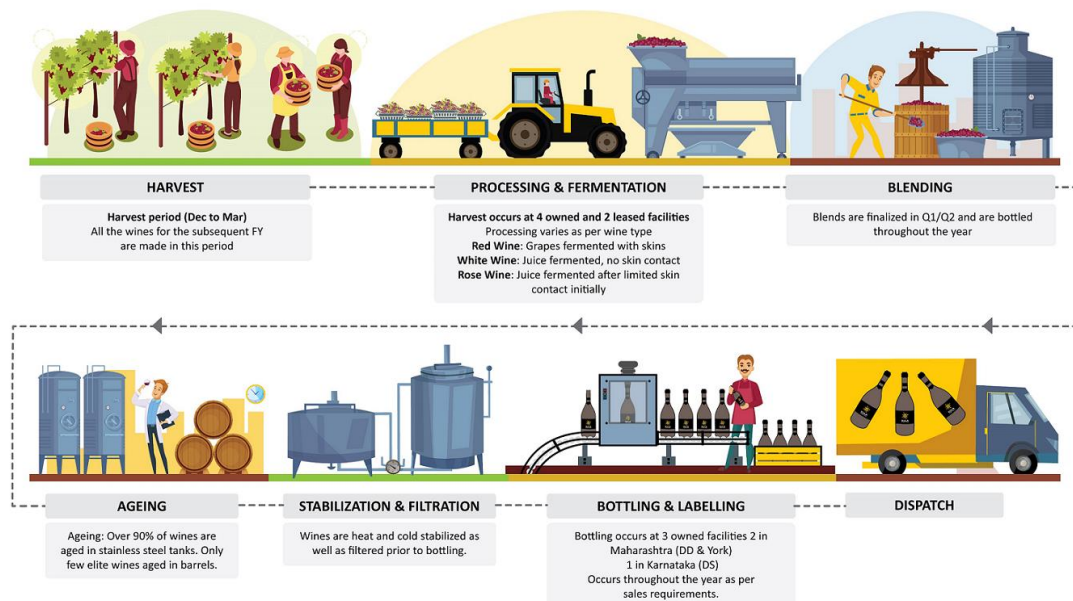 HARVEST
Harvest period (Dec to Mar)
All the wines for the subsequent FY
are made in this period
PROCESSING & FERMENTATION
Harvest occurs at 4 owned and 2 leased facilities
Processing varies as per wine type
Red Wine: Grapes fermented with skins
White Wine: Juice fermented, no skin contact
Rose Wine: Juice fermented after limited skin
contact initially
BLENDING
Blends are finalized in Q1/Q2 and are bottled
throughout the year
AGEING
Ageing: Over 90% of wines are
aged in stainless steel tanks. Only
few elite wines aged in barrels.
STABILIZATION & FILTRATION
Wines are heat and cold stabilized as
well as filtered prior to bottling.
BOTTLING & LABELLING
Bottling occurs at 3 owned facilities 2 in
Maharashtra (DD & York)
1 in Karnataka (DS)
Occurs throughout the year as per
sales requirements.
DISPATCH